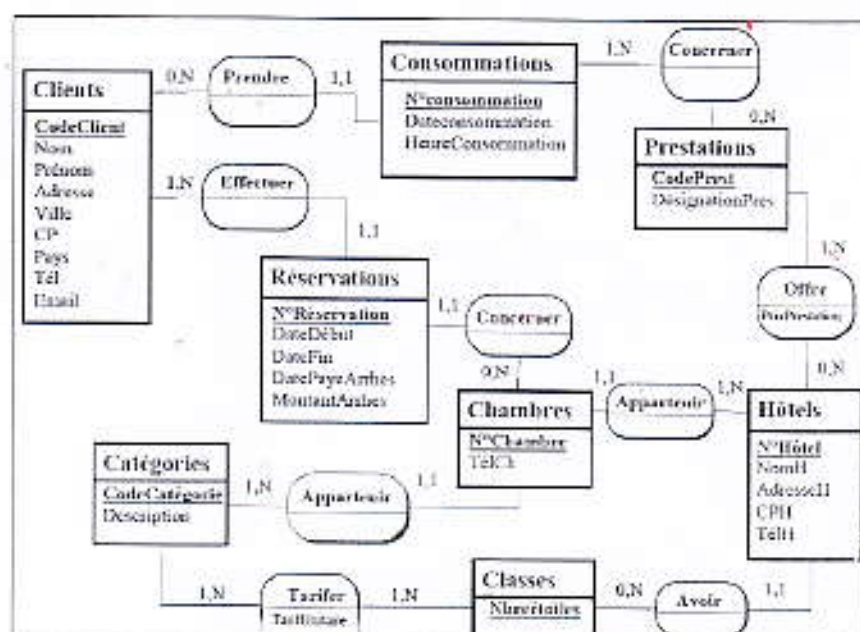 Clients
CodeClient
Nom
Prénom
Adresse
Ville
CP
Pays
Tél
Email
0,N
Prendre
1,1
Consommations
N°consommation
Dateconsommation
HeureConsommation
1,N
Concerner
0,N
Prestations
CodePrest
DésignationPres
1,N
Effectuer
1,1
Réservations
N°Réservation
DateDébut
DateFin
DatePayeArrhes
MontantArrhes
1,1
Concerner
0,N
1,N
Offre
PrixPrestation
0,N
Chambres
N°Chambre
TélCh
1,1
Appartenir
1,N
Hôtels
N°Hôtel
NomH
AdresseH
CPH
TélH
Catégories
CodeCatégorie
Description
1,N
Appartenir
1,1
1,N
Tarifer
TarifUnitaire
1,N
Classes
Nbreétoiles
0,N
Avoir
1,1